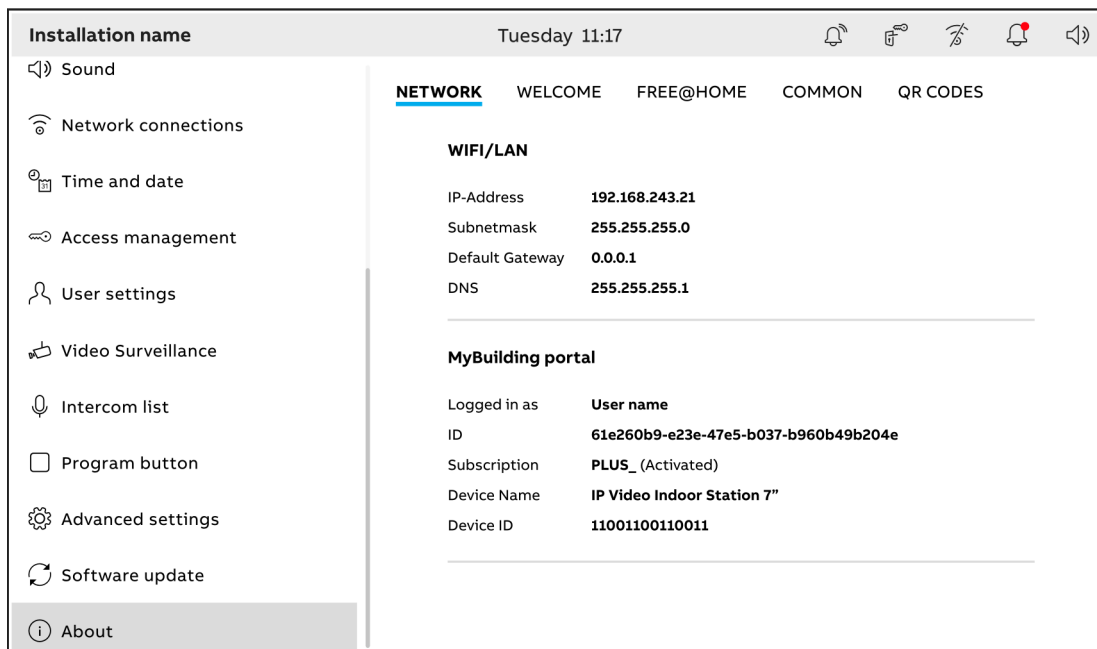 Installation name
Tuesday 11:17
Sound
Network connections
31
Time and date
Access management
User settings
Video Surveillance
Intercom list
Program button
Advanced settings
Software update
About
NETWORK WELCOME FREE@HOME COMMON QR CODES
WIFI/LAN
IP-Address 192.168.243.21
Subnetmask 255.255.255.0
Default Gateway 0.0.0.1
DNS 255.255.255.1
MyBuilding portal
Logged in as User name
ID 61e260b9-e23e-47e5-b037-b960b49b204e
Subscription PLUS_ (Activated)
Device Name IP Video Indoor Station 7”
Device ID 11001100110011